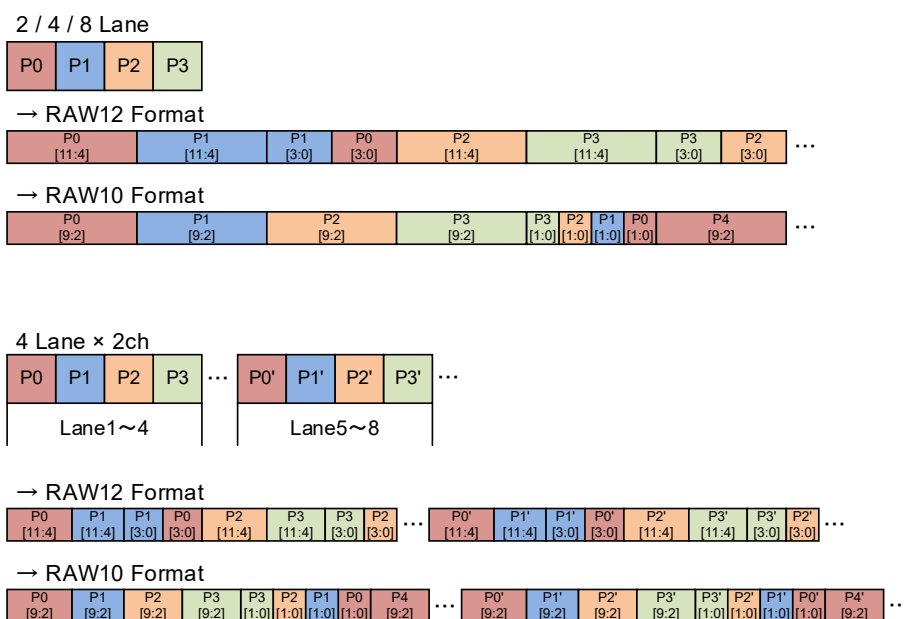 2 / 4 / 8 Lane
P0 P1 P2 P3
→ RAW12 Format
P0 P1 P1 P0 P2 P3 P3 P2
[11:4] [11:4] [3:0] [3:0] [11:4] [11:4] [3:0] [3:0] ...
→ RAW10 Format
P0 P1 P2 P3 P3 P2 P1 P0 P4
[9:2] [9:2] [9:2] [9:2] [1:0] [1:0] [1:0] [1:0] [9:2] ...
4 Lane × 2ch
P0 P1 P2 P3 ... P0' P1' P2' P3' ...
Lane1～4 Lane5～8
→ RAW12 Format
P0 P1 P1 P0 P2 P3 P3 P2 P0' P1' P1' P0' P2' P3' P3' P2'
[11:4] [11:4] [3:0] [3:0] [11:4] [11:4] [3:0] [3:0] ... [11:4] [11:4] [3:0] [3:0] [11:4] [11:4] [3:0] [3:0] ...
→ RAW10 Format
P0 P1 P2 P3 P3 P2 P1 P0 P4 P0' P1' P2' P3' P3' P2' P1' P0' P4'
[9:2] [9:2] [9:2] [9:2] [1:0] [1:0] [1:0] [1:0] [9:2] ... [9:2] [9:2] [9:2] [9:2] [1:0] [1:0] [1:0] [1:0] [9:2] ...